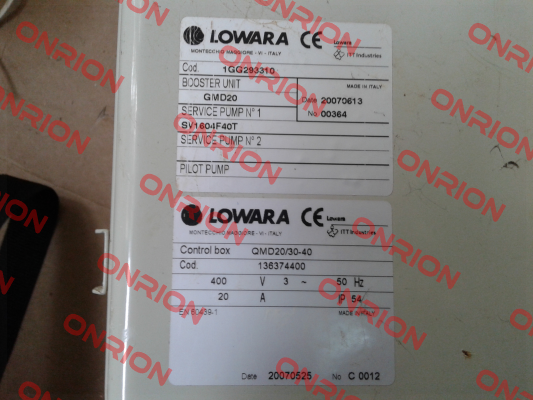 LOWARA CE Lowara
MONTECCHIO MAGGIORE - VI - ITALY ITT Industries
Cod. 1GG293310
BOOSTER UNIT MADE IN ITALY
GMD20 Date 20070613
SERVICE PUMP N° 1 No 00364
SV1604F40T
SERVICE PUMP N° 2
PILOT PUMP
LOWARA CE Lowara
MONTECCHIO MAGGIORE - VI - ITALY ITT Industries
Control box QMD20/30-40
Cod. 136374400
400 V 3 ~ 50 Hz
20 A IP 54
EN 60439-1 MADE IN ITALY
Date 20070525 No C 0012
ONRION
ONRION
ONRION
ONRION
ONRION
ONRION
ONRION
ONRION
ONRION
ONRION
ONRION
ONRION